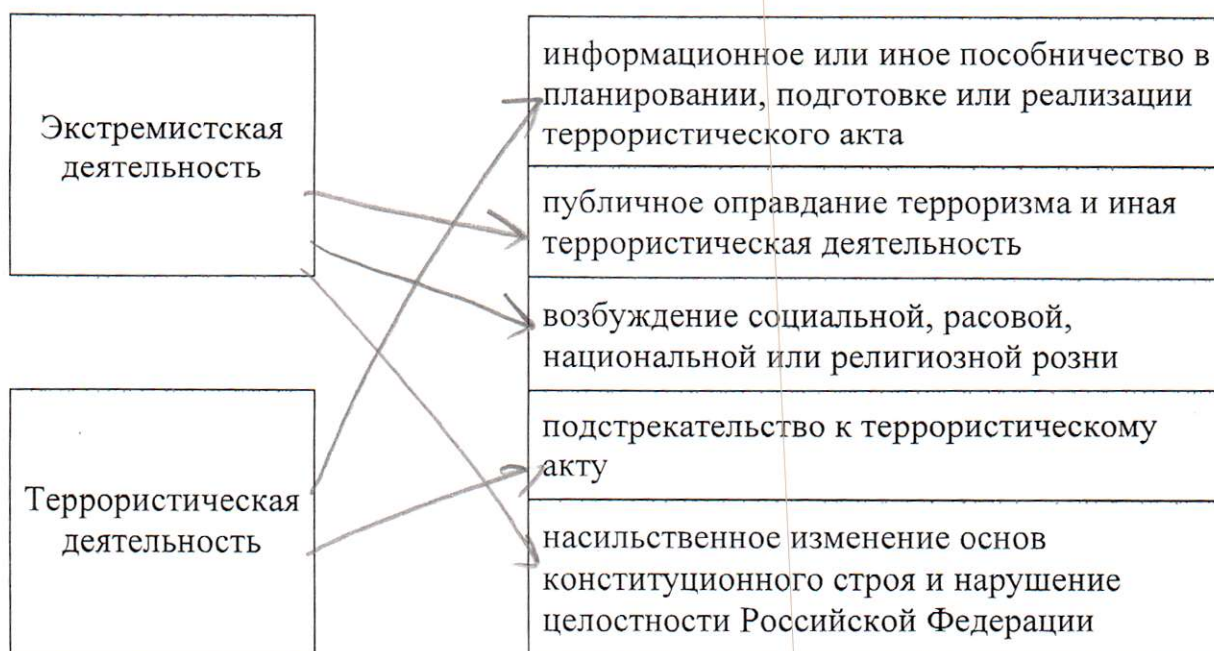 Экстремистская
деятельность
Террористическая
деятельность
информационное или иное пособничество в
планировании, подготовке или реализации
террористического акта
публичное оправдание терроризма и иная
террористическая деятельность
возбуждение социальной, расовой,
национальной или религиозной розни
подстрекательство к террористическому
акту
насильственное изменение основ
конституционного строя и нарушение
целостности Российской Федерации